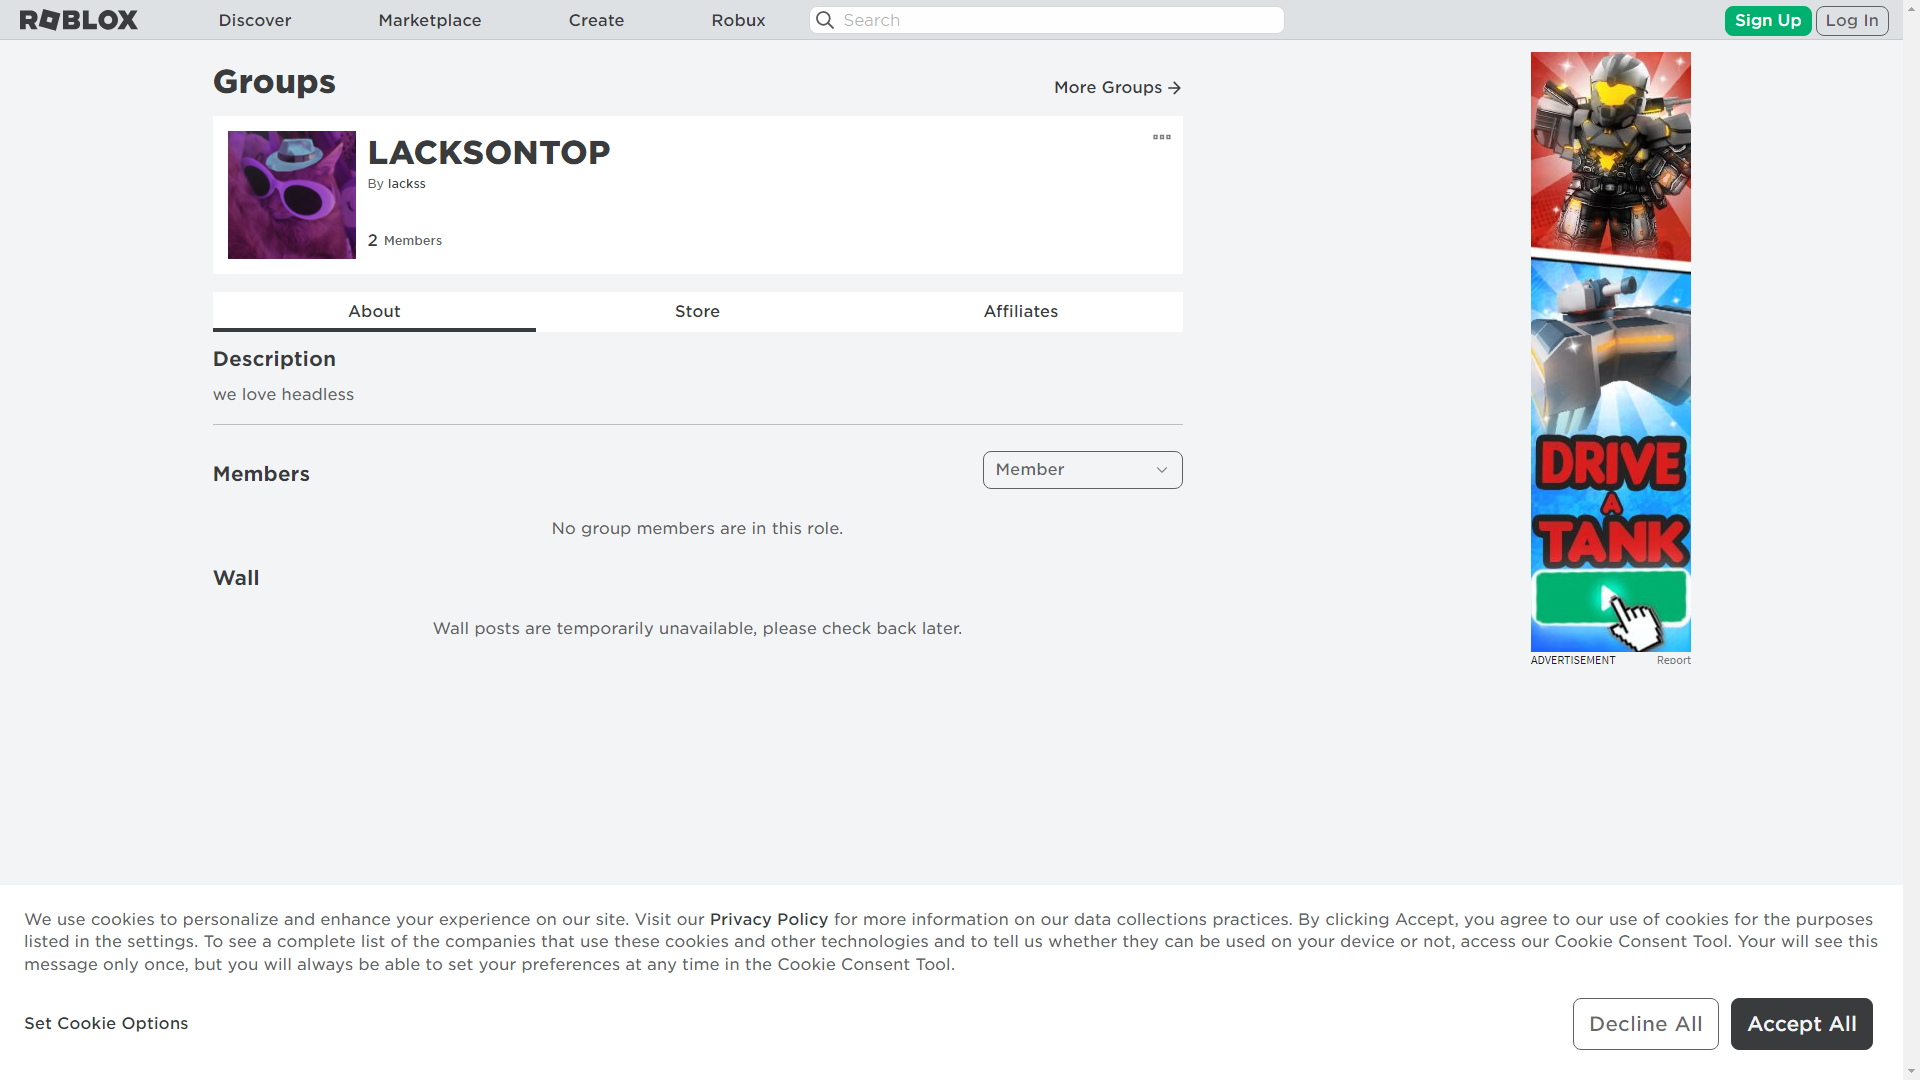 ROBLOX
Discover
Marketplace
Create
Robux
Search
Sign Up
Log In
Groups
More Groups
LACKSONTOP
By lackss
2 Members
About
Store
Affiliates
Description
we love headless
Members
Member
No group members are in this role.
Wall
Wall posts are temporarily unavailable, please check back later.
DRIVE
A
TANK
ADVERTISEMENT
Report
We use cookies to personalize and enhance your experience on our site. Visit our Privacy Policy for more information on our data collections practices. By clicking Accept, you agree to our use of cookies for the purposes
listed in the settings. To see a complete list of the companies that use these cookies and other technologies and to tell us whether they can be used on your device or not, access our Cookie Consent Tool. Your will see this
message only once, but you will always be able to set your preferences at any time in the Cookie Consent Tool.
Set Cookie Options
Decline All
Accept All